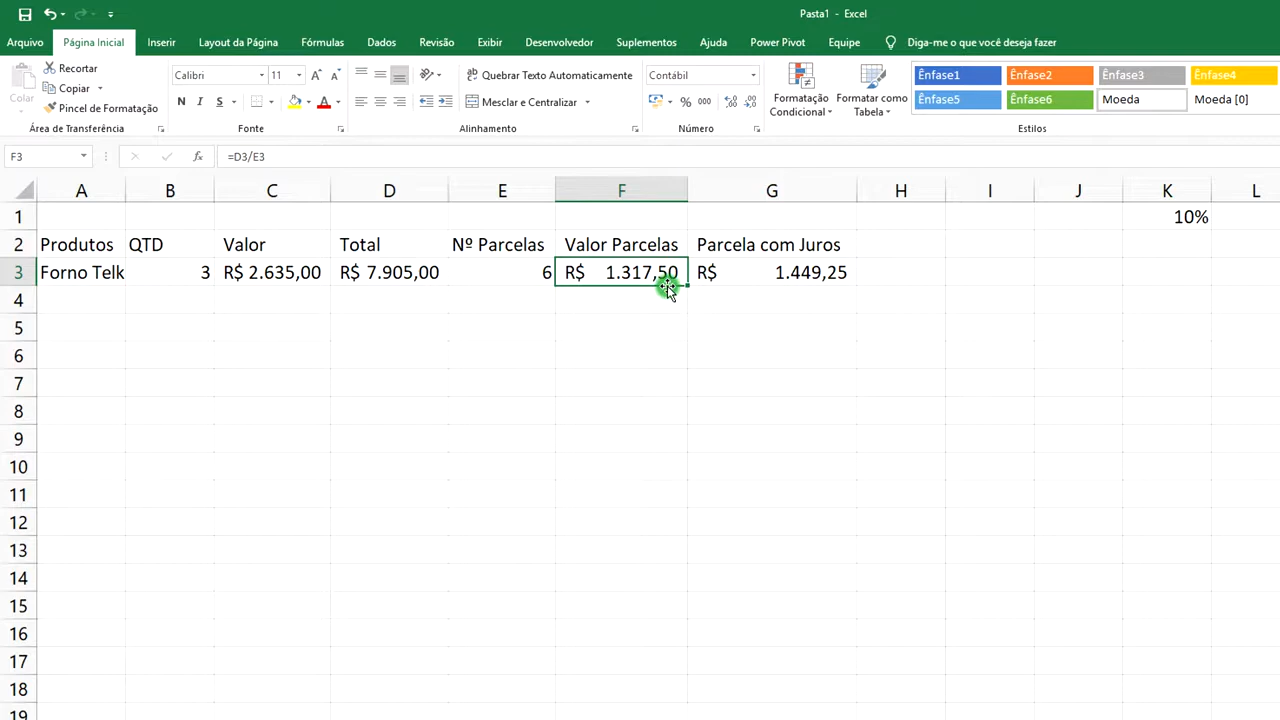 Pasta1 - Excel
Arquivo Página Inicial Inserir Layout da Página Fórmulas Dados Revisão Exibir Desenvolvedor Suplementos Ajuda Power Pivot Equipe Diga-me o que você deseja fazer
Colar
Recortar
Copiar
Pincel de Formatação
Área de Transferência
Calibri 11
N I S
Fonte
Quebrar Texto Automaticamente
Mesclar e Centralizar
Alinhamento
Contábil
% 000
Número
Formatação Condicional
Formatar como Tabela
Ênfase1 Ênfase2 Ênfase3 Ênfase4
Ênfase5 Ênfase6 Moeda Moeda [0]
Estilos
F3 fx =D3/E3
A B C D E F G H I J K L
1 10%
2 Produtos QTD Valor Total Nº Parcelas Valor Parcelas Parcela com Juros
3 Forno Telk 3 R$ 2.635,00 R$ 7.905,00 6 R$ 1.317,50 R$ 1.449,25
4
5
6
7
8
9
10
11
12
13
14
15
16
17
18
19